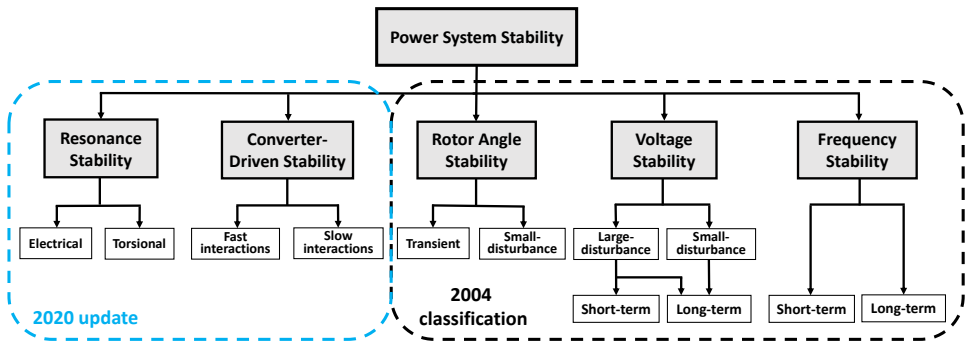 Power System Stability
Resonance
Stability
Converter-
Driven Stability
Rotor Angle
Stability
Voltage
Stability
Frequency
Stability
Electrical
Torsional
Fast
interactions
Slow
interactions
Transient
Small-
disturbance
Large-
disturbance
Small-
disturbance
Short-term
Long-term
Short-term
Long-term
2020 update
2004
classification